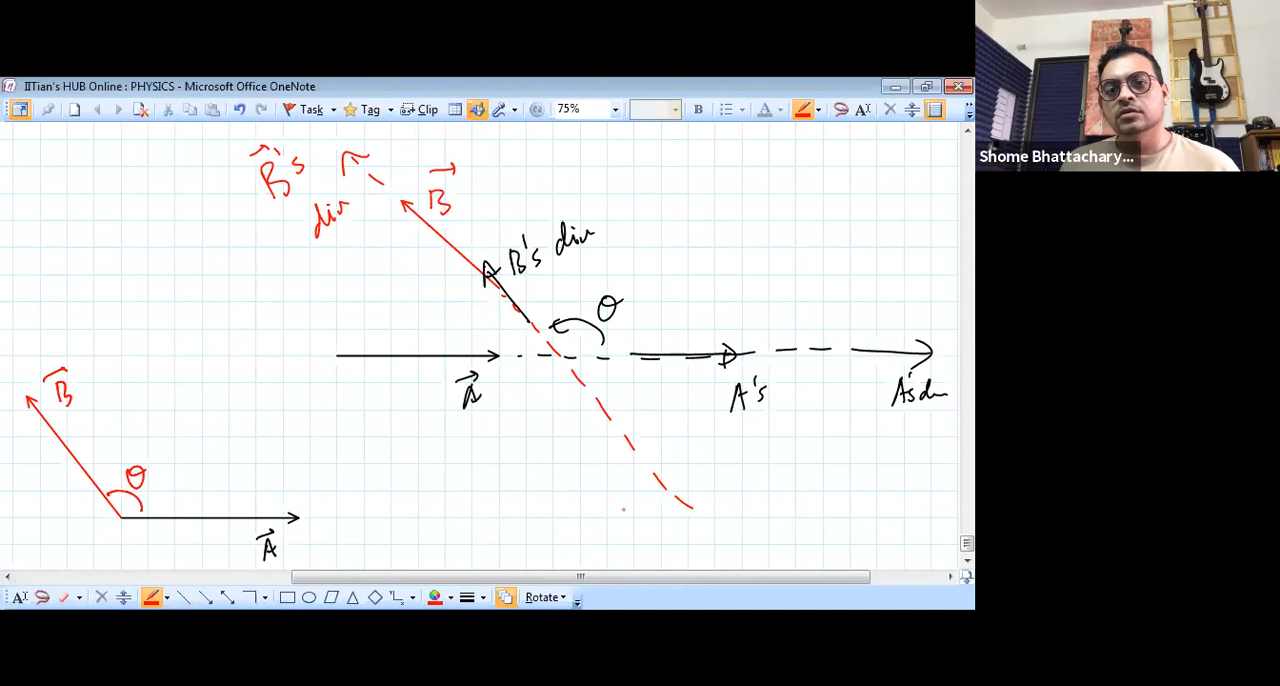 IITian's HUB Online : PHYSICS - Microsoft Office OneNote
Task Tag Clip 75% B A A
Shome Bhattachary...
B's
dir
B
B's dir
θ
A
A's
A's dir
B
θ
A
A Rotate